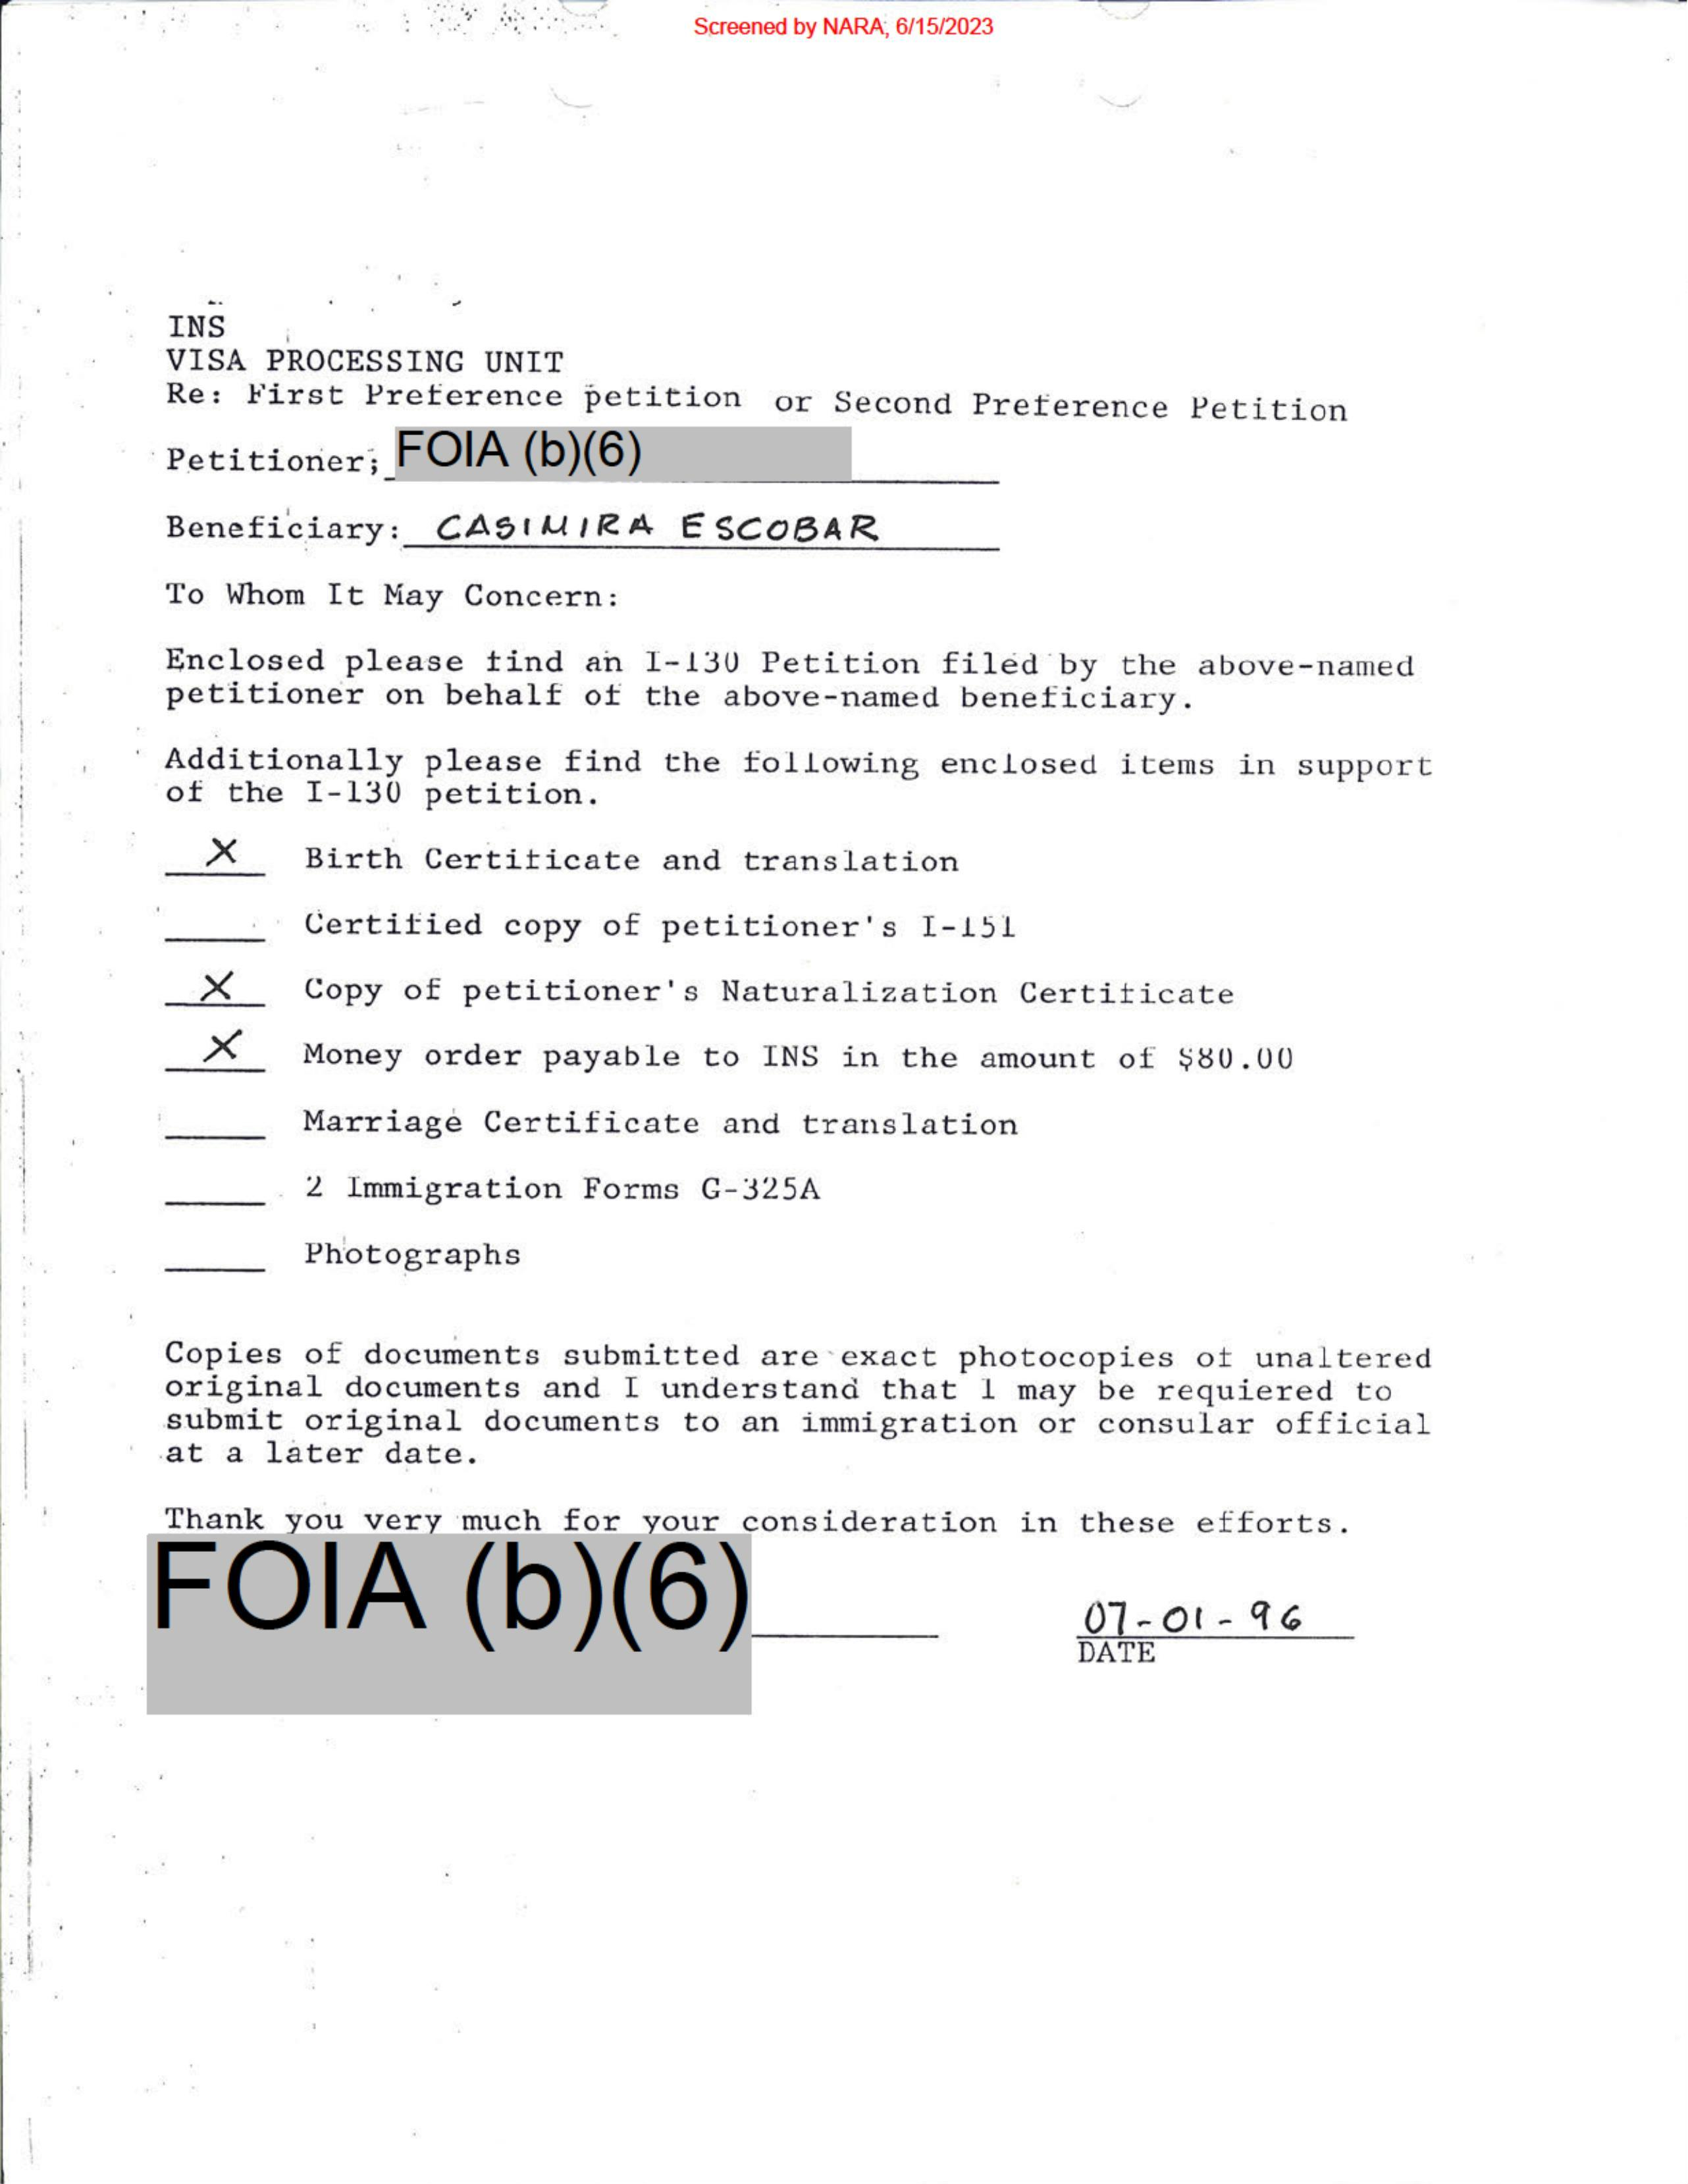 Screened by NARA, 6/15/2023
INS
VISA PROCESSING UNIT
Re: First Preference petition or Second Preference Petition
Petitioner; FOIA (b)(6)
Beneficiary: CASIMIRA ESCOBAR
To Whom It May Concern:
Enclosed please find an I-130 Petition filed by the above-named
petitioner on behalf of the above-named beneficiary.
Additionally please find the following enclosed items in support
of the I-130 petition.
X Birth Certificate and translation
Certified copy of petitioner's I-151
X Copy of petitioner's Naturalization Certificate
X Money order payable to INS in the amount of $80.00
Marriage Certificate and translation
2 Immigration Forms G-325A
Photographs
Copies of documents submitted are exact photocopies of unaltered
original documents and I understand that I may be requiered to
submit original documents to an immigration or consular official
at a later date.
Thank you very much for your consideration in these efforts.
FOIA (b)(6)
07-01-96
DATE